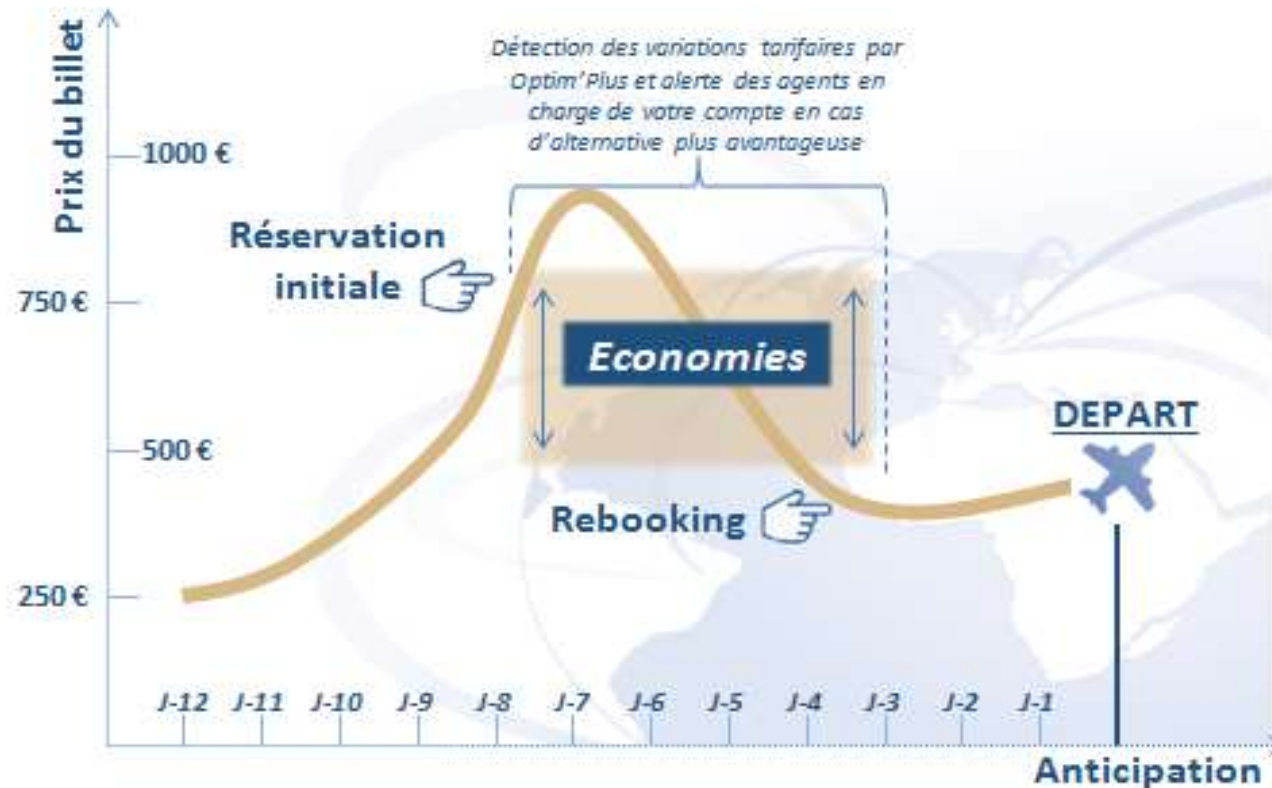 Prix du billet
Détection des variations tarifaires par
Optim'Plus et alerte des agents en
charge de votre compte en cas
d'alternative plus avantageuse
1000 €
Réservation
initiale
750 €
Economies
500 €
DEPART
Rebooking
250 €
J-12 J-11 J-10 J-9 J-8 J-7 J-6 J-5 J-4 J-3 J-2 J-1
Anticipation